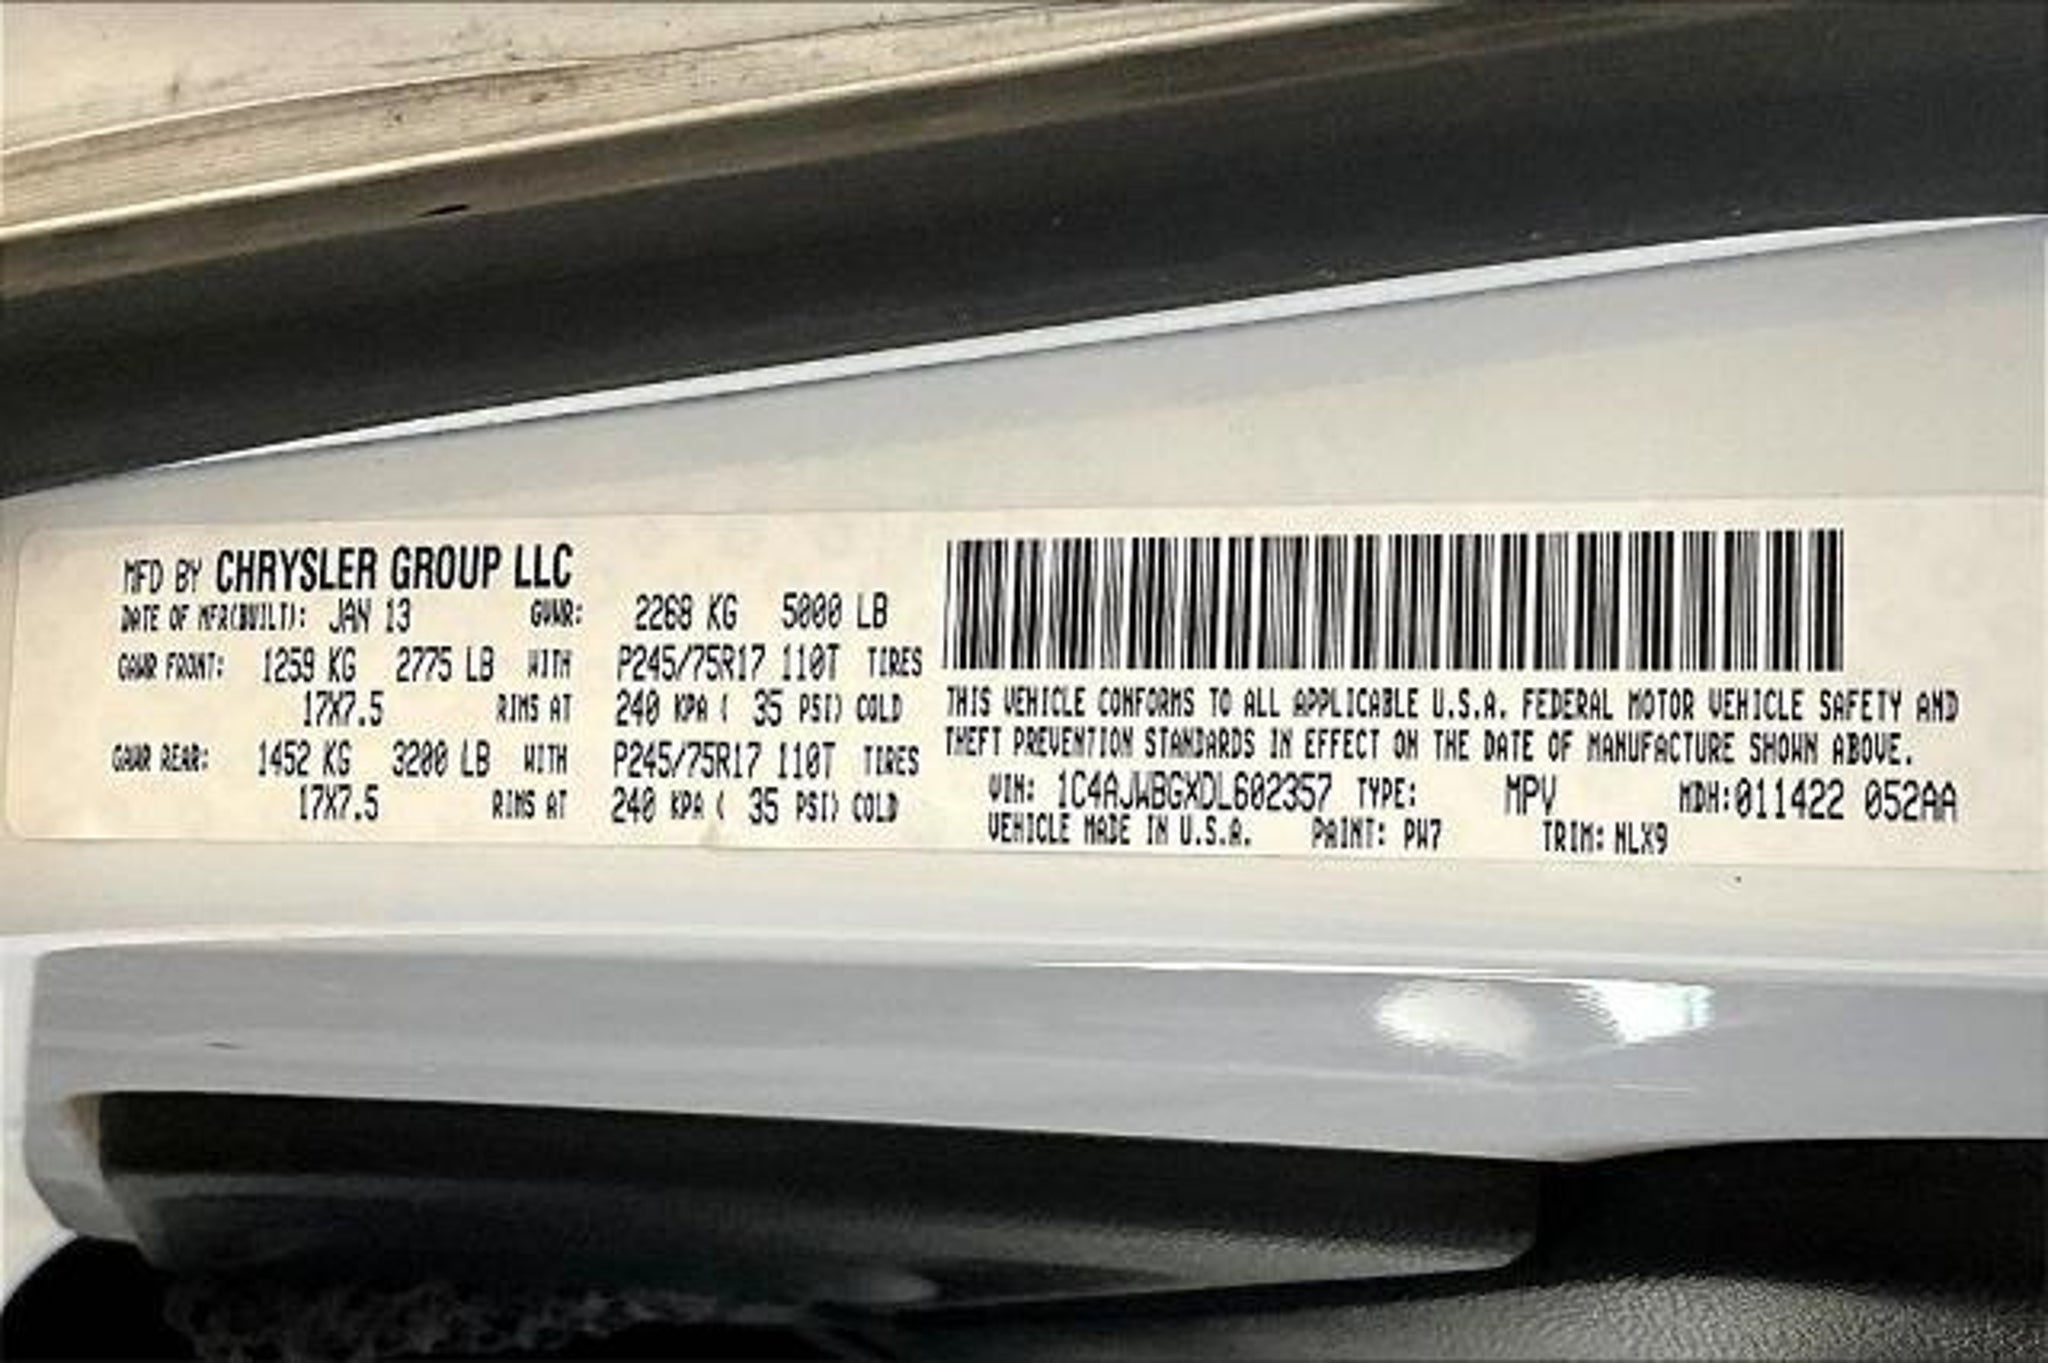 MFD BY CHRYSLER GROUP LLC
DATE OF MFR(BUILT): JAN 13 GVWR: 2268 KG 5000 LB
GAWR FRONT: 1259 KG 2775 LB WITH P245/75R17 110T TIRES
17X7.5 RIMS AT 240 KPA ( 35 PSI) COLD
GAWR REAR: 1452 KG 3200 LB WITH P245/75R17 110T TIRES
17X7.5 RIMS AT 240 KPA ( 35 PSI) COLD
THIS VEHICLE CONFORMS TO ALL APPLICABLE U.S.A. FEDERAL MOTOR VEHICLE SAFETY AND
THEFT PREVENTION STANDARDS IN EFFECT ON THE DATE OF MANUFACTURE SHOWN ABOVE.
VIN: 1C4AJWBGXDL602357 TYPE: MPV MDH:011422 052AA
VEHICLE MADE IN U.S.A. PAINT: PW7 TRIM: NLX9